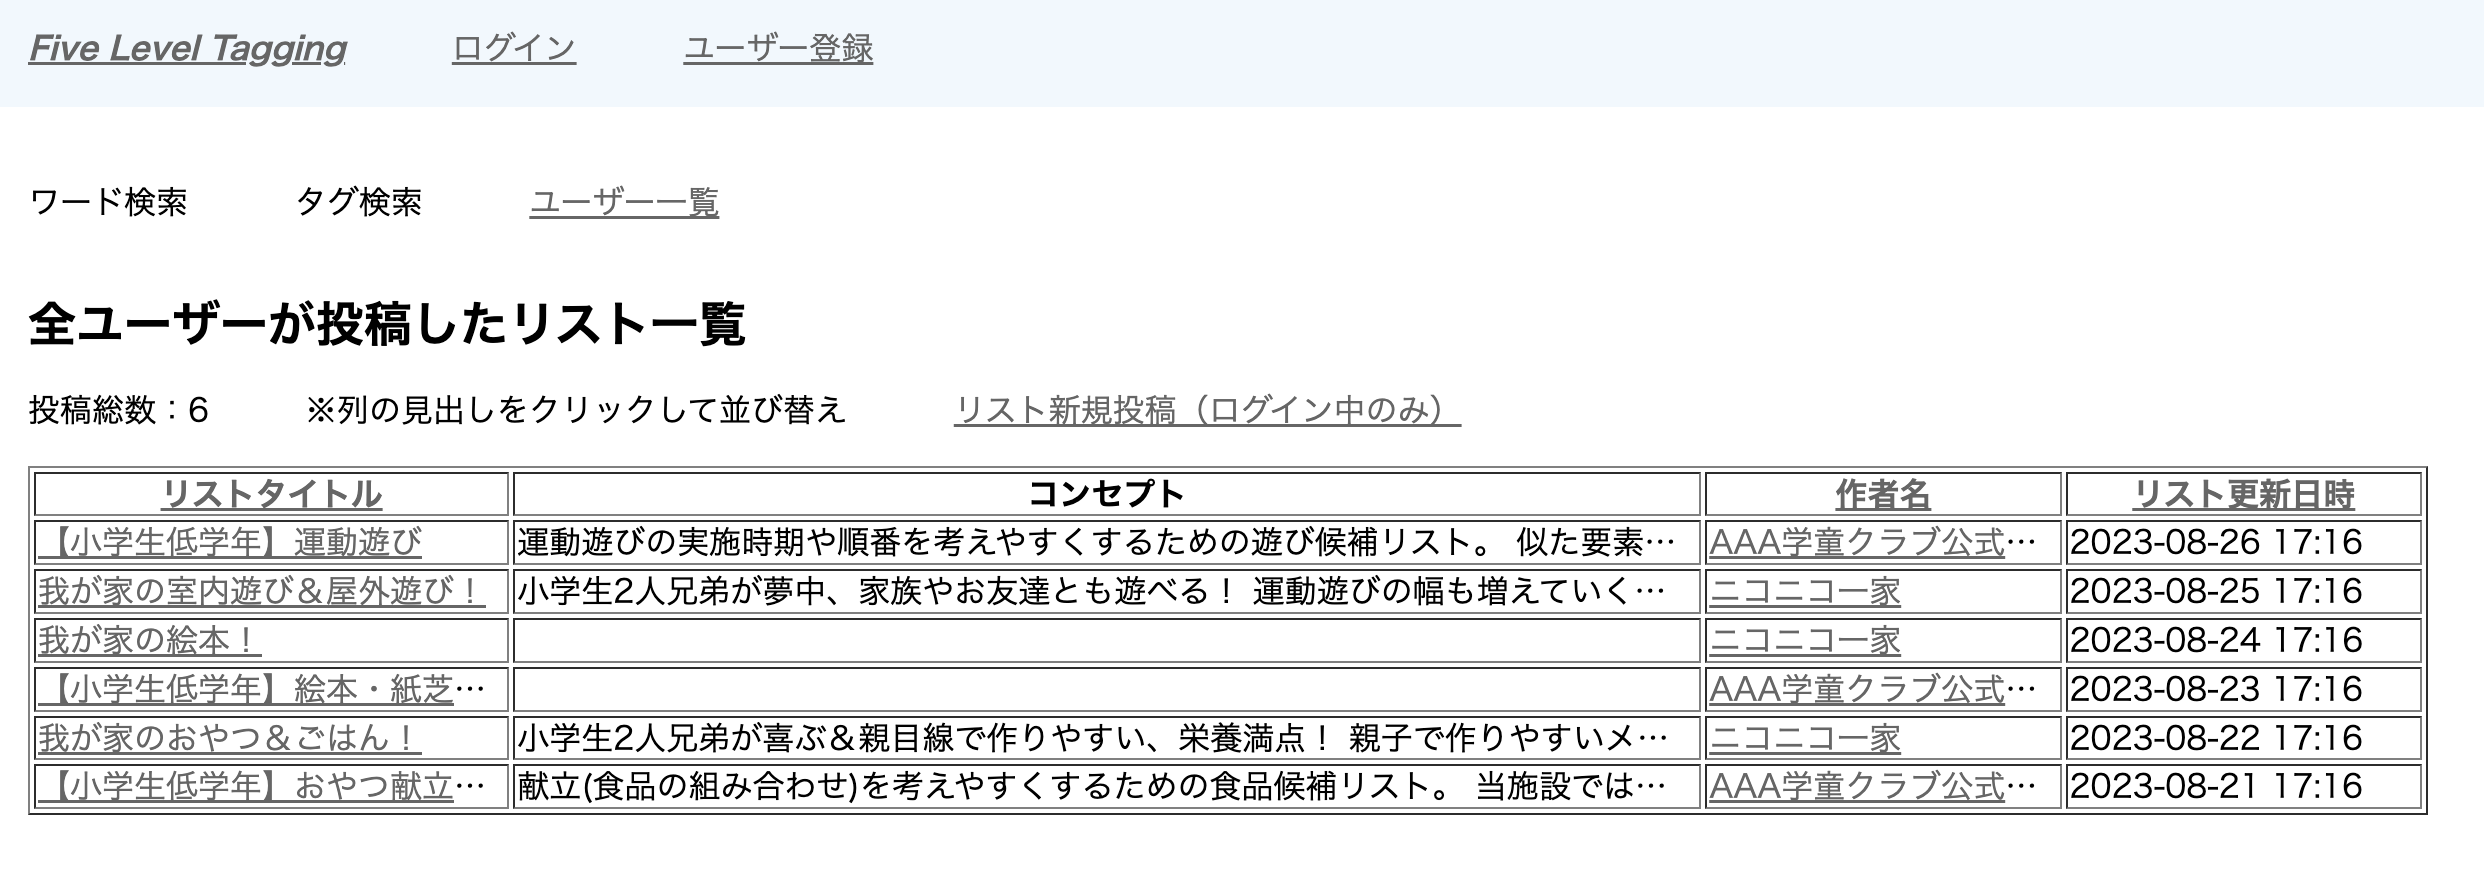 Five Level Tagging ログイン ユーザー登録
ワード検索 タグ検索 ユーザー一覧
全ユーザーが投稿したリスト一覧
投稿総数：6 ※列の見出しをクリックして並び替え リスト新規投稿（ログイン中のみ）
リストタイトル コンセプト 作者名 リスト更新日時
【小学生低学年】運動遊び 運動遊びの実施時期や順番を考えやすくするための遊び候補リスト。 似た要素… AAA学童クラブ公式… 2023-08-26 17:16
我が家の室内遊び＆屋外遊び！ 小学生2人兄弟が夢中、家族やお友達とも遊べる！ 運動遊びの幅も増えていく… ニコニコ一家 2023-08-25 17:16
我が家の絵本！ ニコニコ一家 2023-08-24 17:16
【小学生低学年】絵本・紙芝… AAA学童クラブ公式… 2023-08-23 17:16
我が家のおやつ＆ごはん！ 小学生2人兄弟が喜ぶ＆親目線で作りやすい、栄養満点！ 親子で作りやすいメ… ニコニコ一家 2023-08-22 17:16
【小学生低学年】おやつ献立… 献立(食品の組み合わせ)を考えやすくするための食品候補リスト。 当施設では… AAA学童クラブ公式… 2023-08-21 17:16